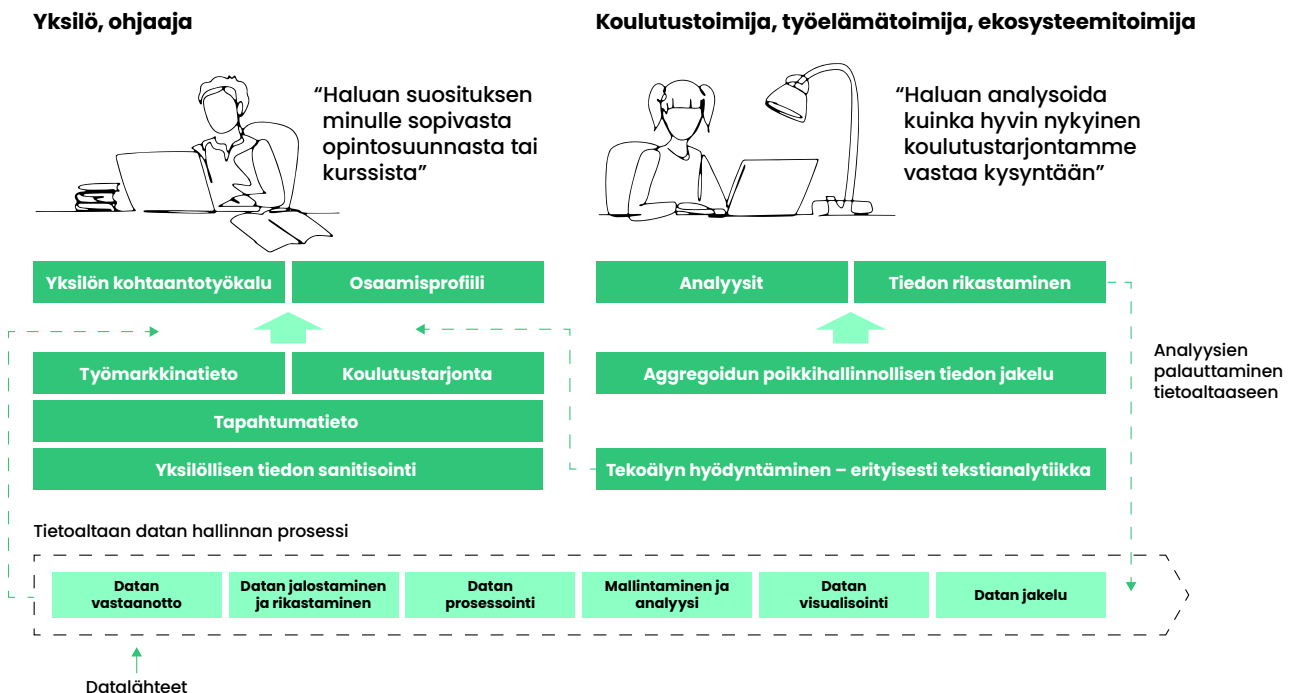 Yksilö, ohjaaja
“Haluan suosituksen
minulle sopivasta
opintosuunnasta tai
kurssista”
Yksilön kohtaantotyökalu
Osaamisprofiili
Työmarkkinatieto
Koulutustarjonta
Tapahtumatieto
Yksilöllisen tiedon sanitisointi
Koulutustoimija, työelämätoimija, ekosysteemitoimija
“Haluan analysoida
kuinka hyvin nykyinen
koulutustarjontamme
vastaa kysyntään”
Analyysit
Tiedon rikastaminen
Aggregoidun poikkihallinnollisen tiedon jakelu
Tekoälyn hyödyntäminen – erityisesti tekstianalytiikka
Analyysien
palauttaminen
tietoaltaaseen
Tietoaltaan datan hallinnan prosessi
Datan
vastaanotto
Datan jalostaminen
ja rikastaminen
Datan
prosessointi
Mallintaminen ja
analyysi
Datan
visualisointi
Datan jakelu
Datalähteet